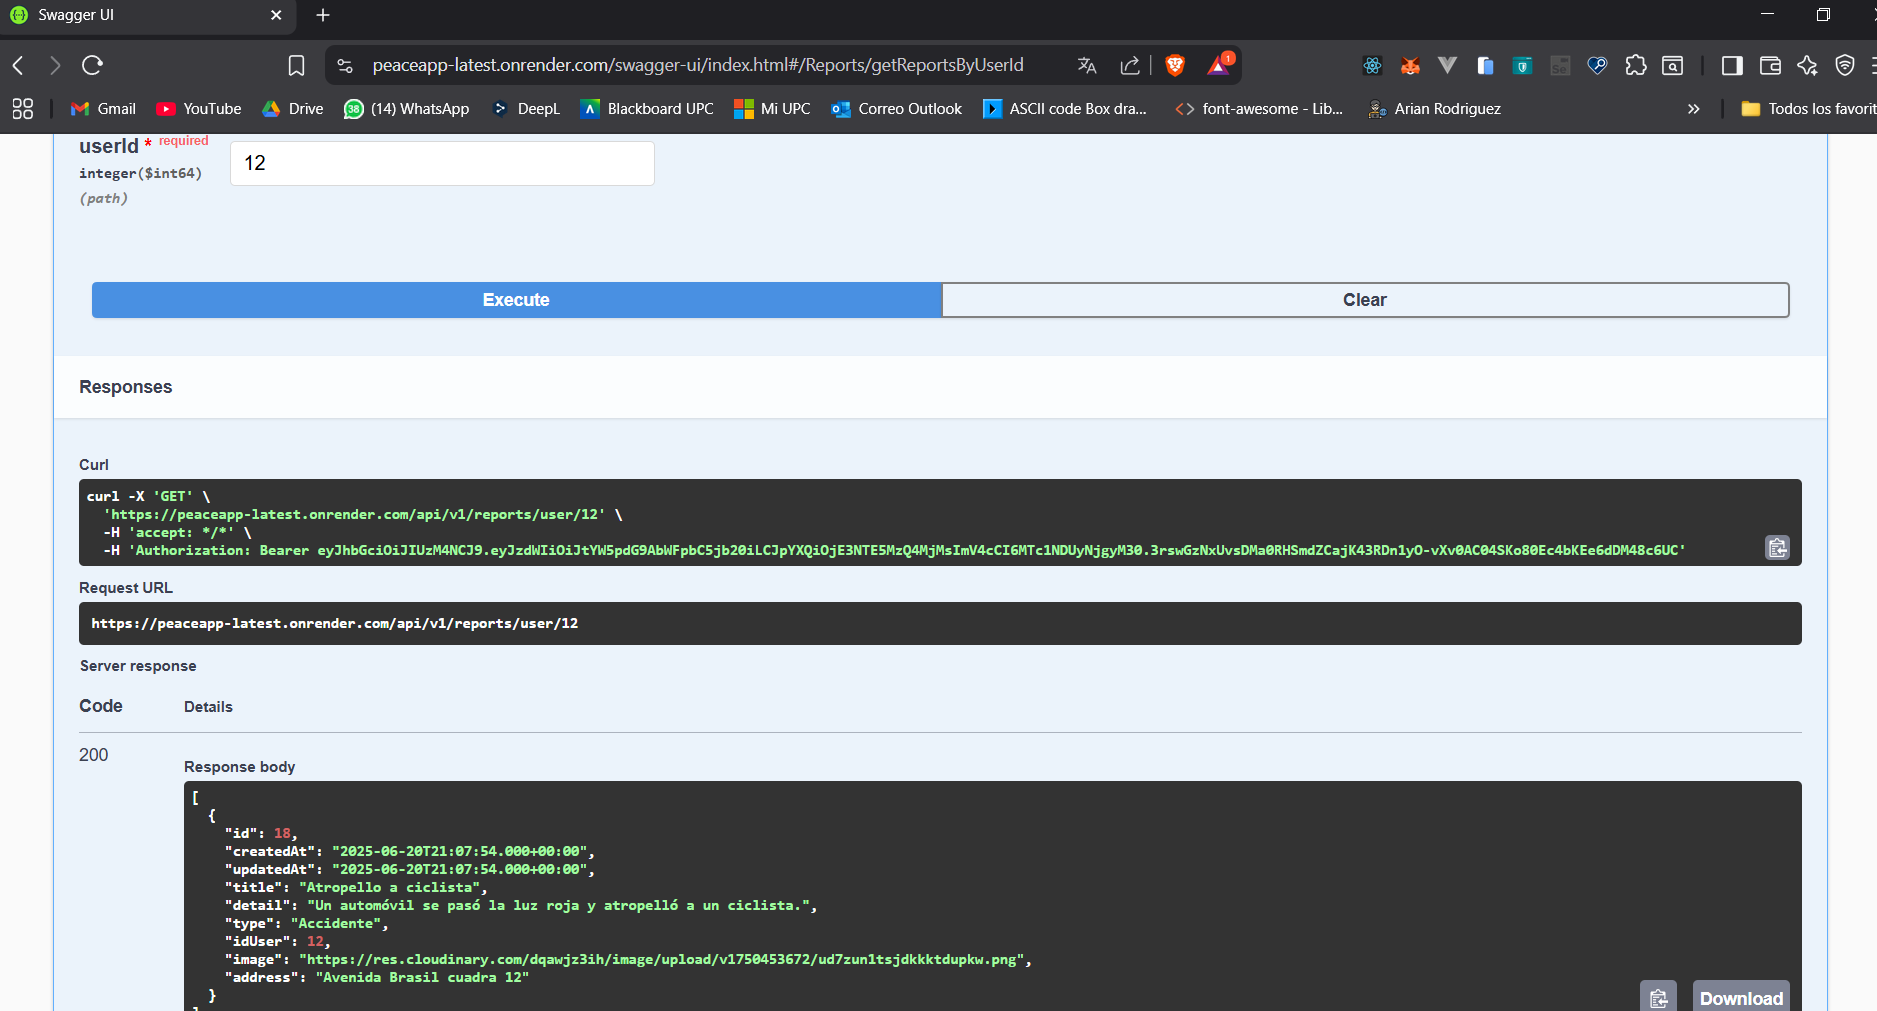 Swagger UI
peaceapp-latest.onrender.com/swagger-ui/index.html#/Reports/getReportsByUserId
1
Gmail
YouTube
Drive
38
(14) WhatsApp
DeepL
Blackboard UPC
Mi UPC
Correo Outlook
ASCII code Box dra...
font-awesome - Lib...
Arian Rodriguez
»
Todos los favorit
userId * required
12
integer($int64)
(path)
Execute
Clear
Responses
Curl
curl -X 'GET' \
'https://peaceapp-latest.onrender.com/api/v1/reports/user/12' \
-H 'accept: */*' \
-H 'Authorization: Bearer eyJhbGciOiJIUzM4NCJ9.eyJzdWIiOiJtYW5pdG9AbWFpbC5jb20iLCJpYXQiOjE3NTE5MzQ4MjMsImV4cCI6MTc1NDUyNjgyM30.3rswGzNxUvsDMa0RHSmdZCajK43RDn1yO-vXv0AC04SKo80Ec4bKEe6dDM48c6UC'
Request URL
https://peaceapp-latest.onrender.com/api/v1/reports/user/12
Server response
Code
Details
200
Response body
[
{
"id": 18,
"createdAt": "2025-06-20T21:07:54.000+00:00",
"updatedAt": "2025-06-20T21:07:54.000+00:00",
"title": "Atropello a ciclista",
"detail": "Un automóvil se pasó la luz roja y atropelló a un ciclista.",
"type": "Accidente",
"idUser": 12,
"image": "https://res.cloudinary.com/dqawjz3ih/image/upload/v1750453672/ud7zun1tsjdkkktdupkw.png",
"address": "Avenida Brasil cuadra 12"
}
Download